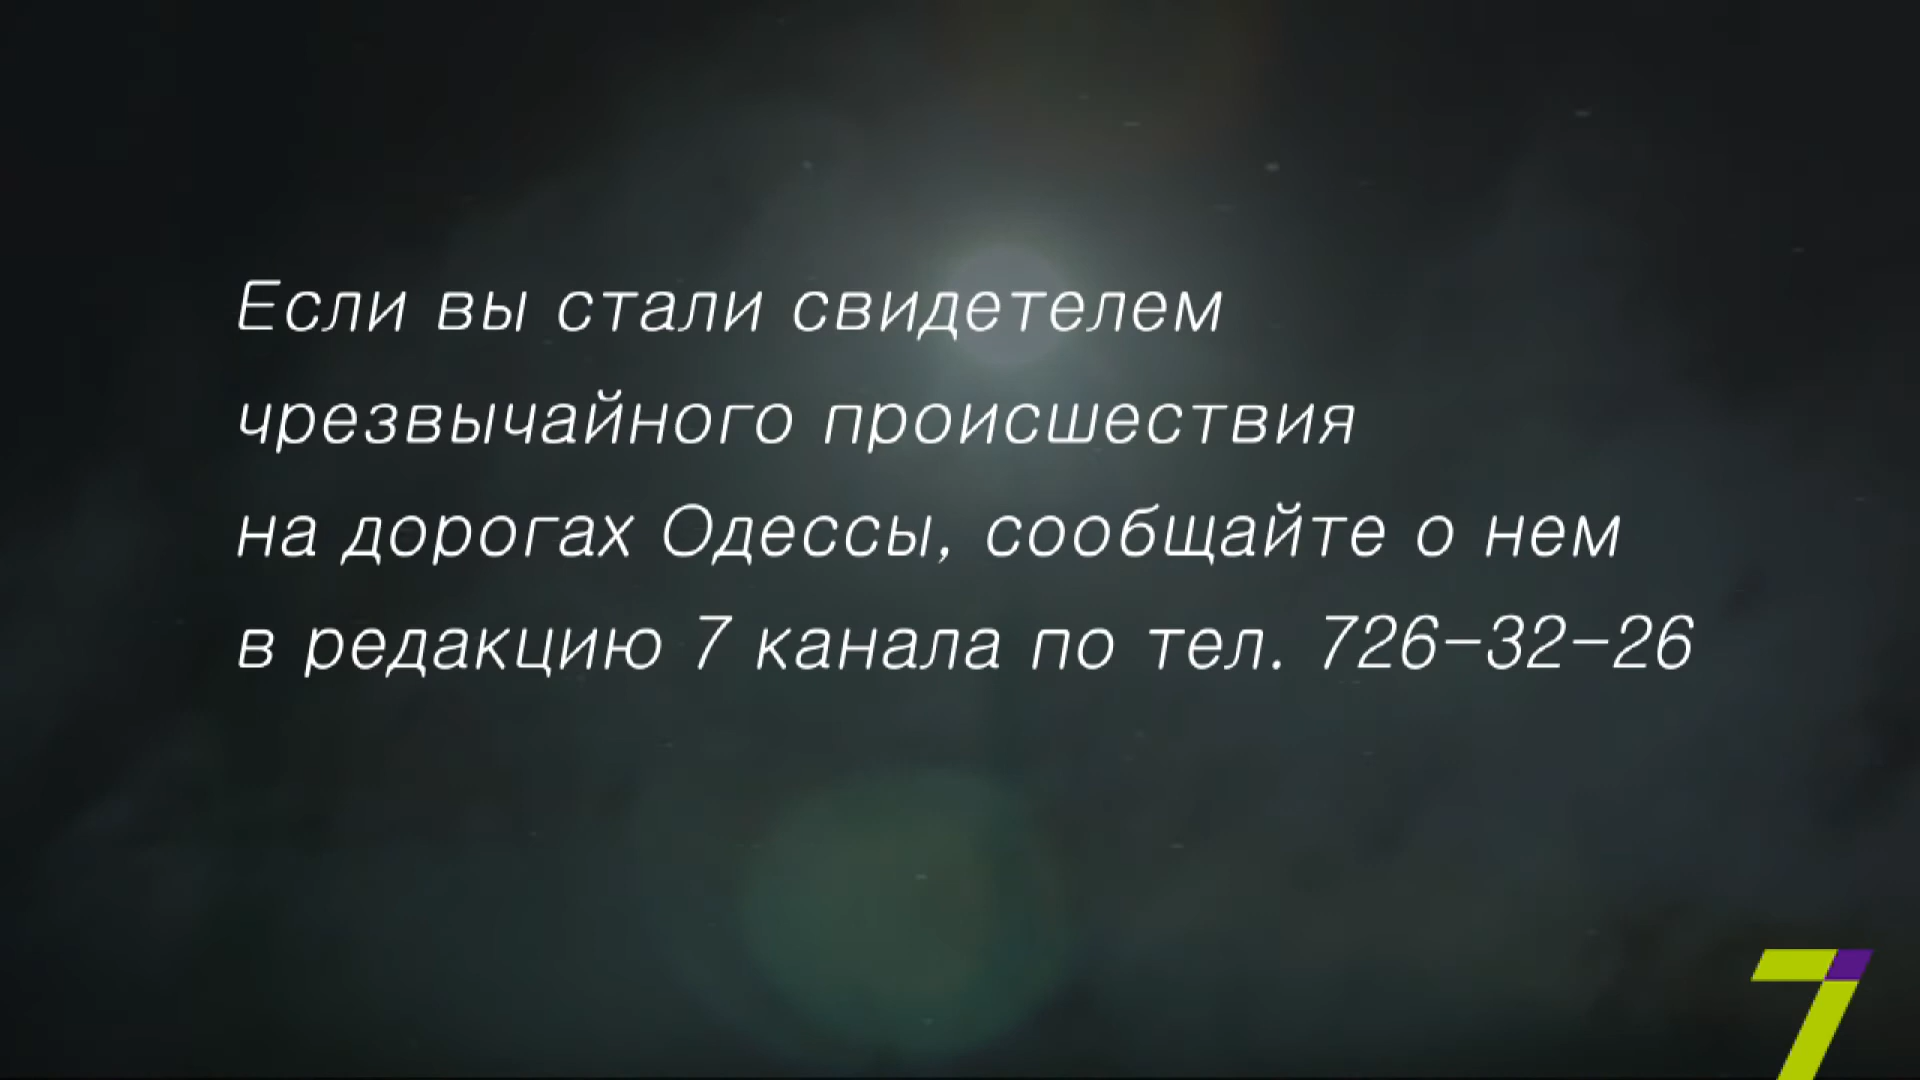 Если вы стали свидетелем
чрезвычайного происшествия
на дорогах Одессы, сообщайте о нем
в редакцию 7 канала по тел. 726-32-26
7